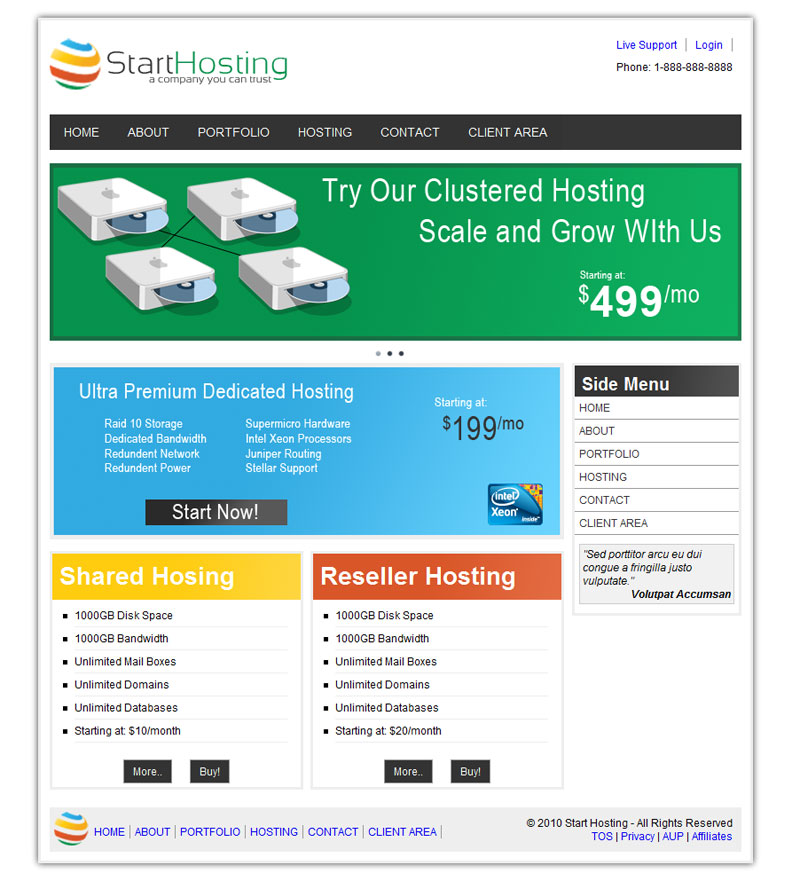 StartHosting
a company you can trust
Live Support | Login |
Phone: 1-888-888-8888
HOME ABOUT PORTFOLIO HOSTING CONTACT CLIENT AREA
Try Our Clustered Hosting
Scale and Grow WIth Us
Starting at:
$499/mo
Ultra Premium Dedicated Hosting
Starting at:
$199/mo
Raid 10 Storage Supermicro Hardware
Dedicated Bandwidth Intel Xeon Processors
Redundent Network Juniper Routing
Redundent Power Stellar Support
Start Now!
intel
Xeon®
inside™
Side Menu
HOME
ABOUT
PORTFOLIO
HOSTING
CONTACT
CLIENT AREA
"Sed porttitor arcu eu dui
congue a fringilla justo
vulputate."
Volutpat Accumsan
Shared Hosing
1000GB Disk Space
1000GB Bandwidth
Unlimited Mail Boxes
Unlimited Domains
Unlimited Databases
Starting at: $10/month
More.. Buy!
Reseller Hosting
1000GB Disk Space
1000GB Bandwidth
Unlimited Mail Boxes
Unlimited Domains
Unlimited Databases
Starting at: $20/month
More.. Buy!
HOME | ABOUT | PORTFOLIO | HOSTING | CONTACT | CLIENT AREA |
© 2010 Start Hosting - All Rights Reserved
TOS | Privacy | AUP | Affiliates